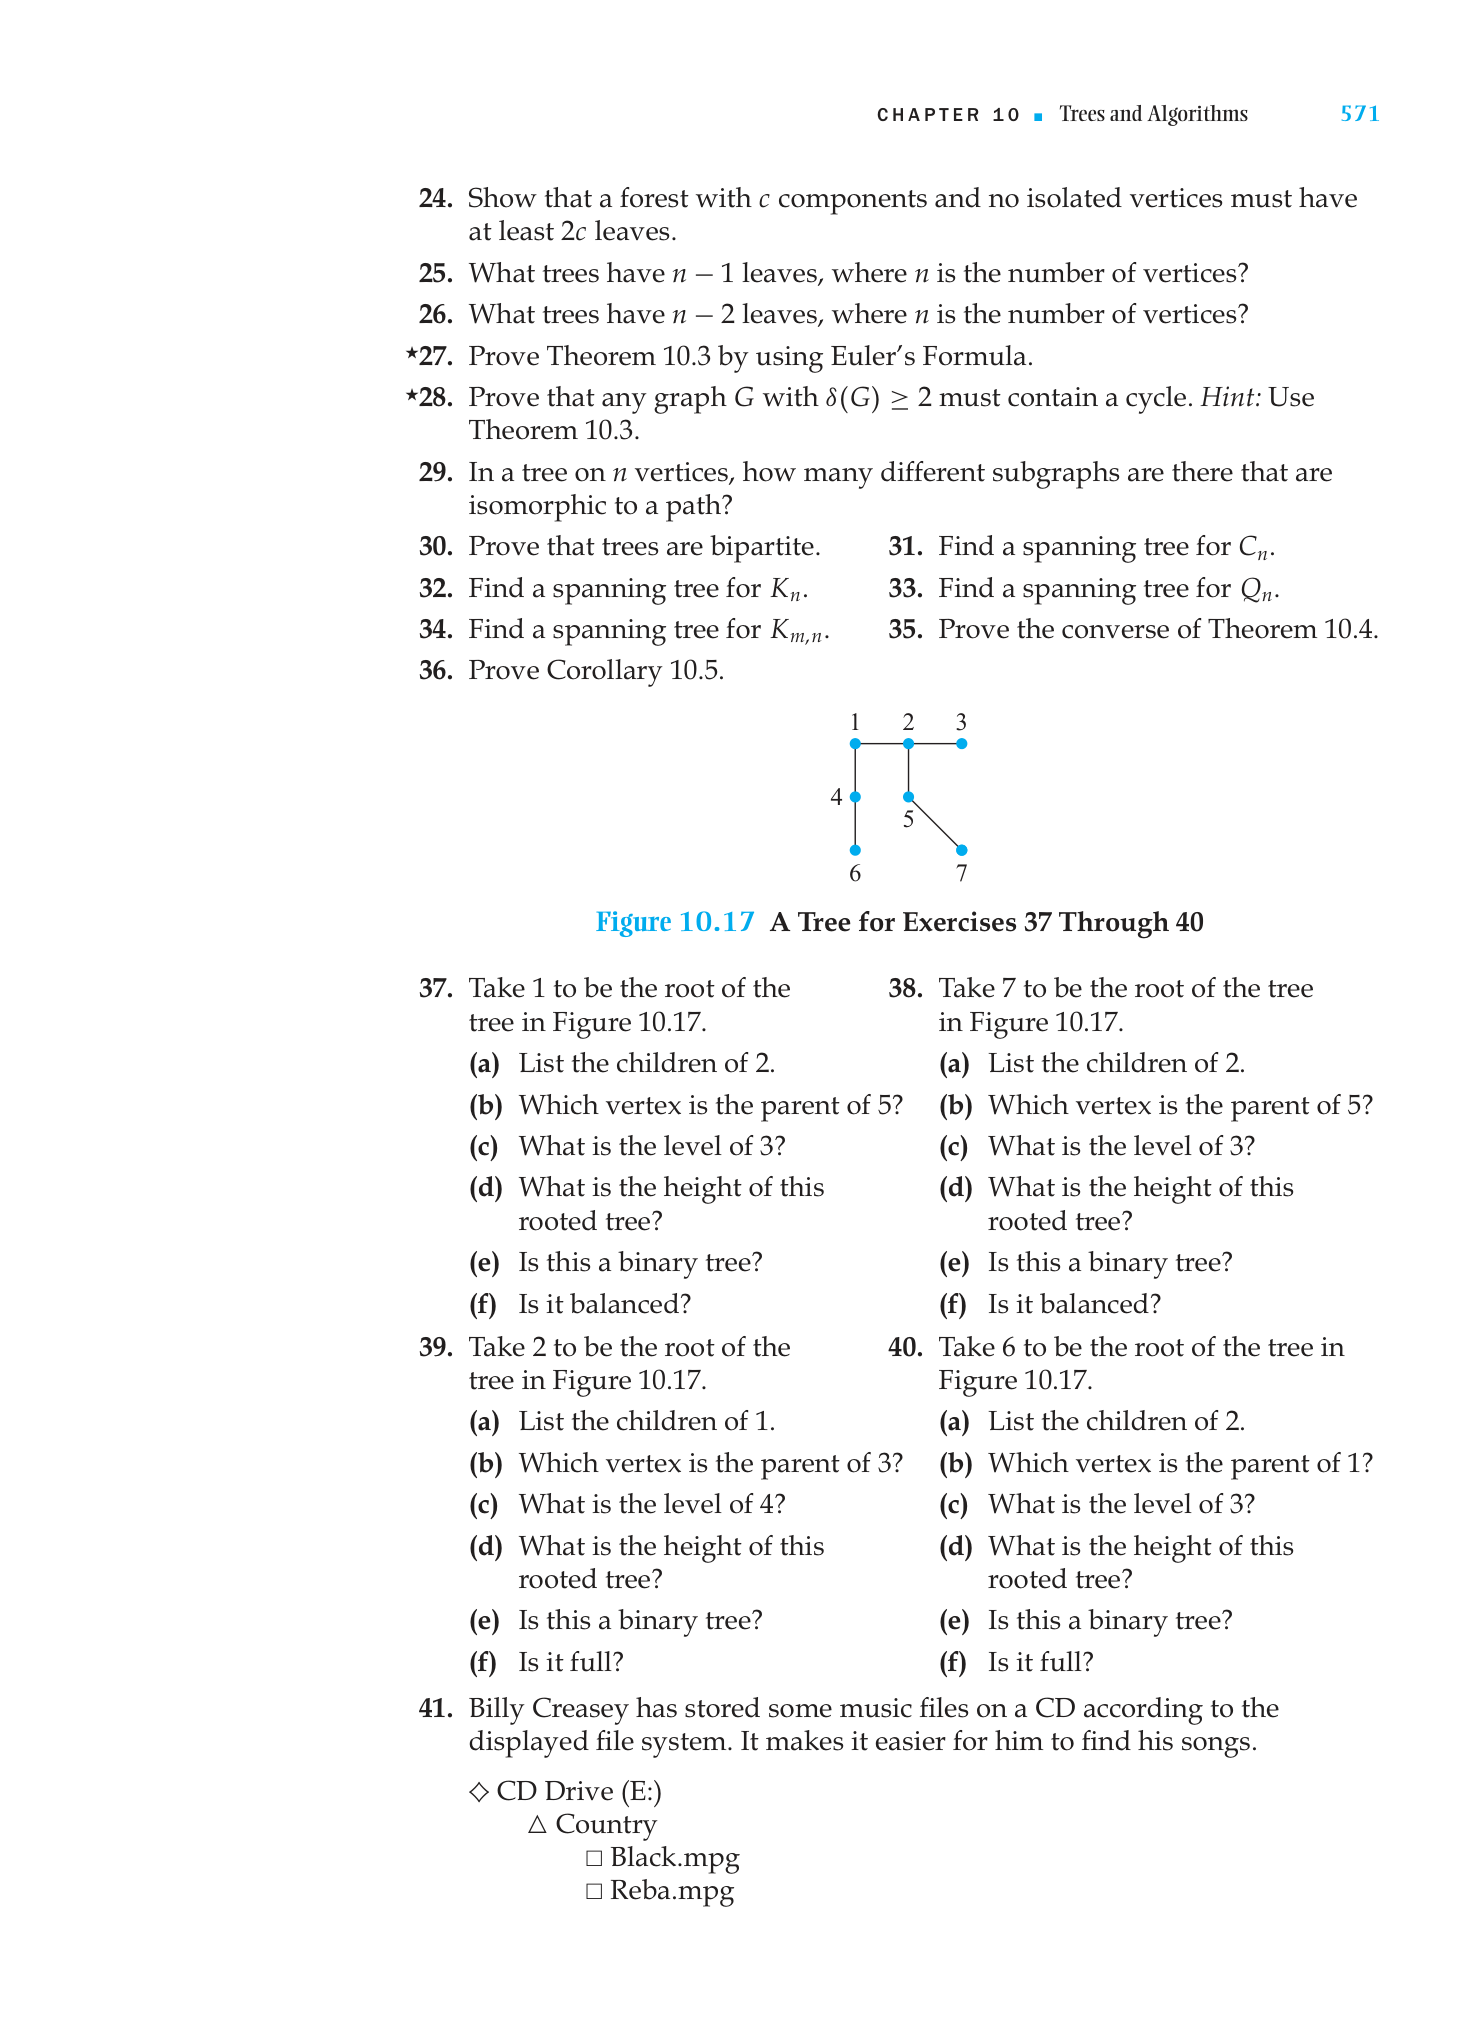 CHAPTER 10 ■ Trees and Algorithms 571
24. Show that a forest with c components and no isolated vertices must have
at least 2c leaves.
25. What trees have n − 1 leaves, where n is the number of vertices?
26. What trees have n − 2 leaves, where n is the number of vertices?
★27. Prove Theorem 10.3 by using Euler’s Formula.
★28. Prove that any graph G with δ(G) ≥ 2 must contain a cycle. Hint: Use
Theorem 10.3.
29. In a tree on n vertices, how many different subgraphs are there that are
isomorphic to a path?
30. Prove that trees are bipartite.
31. Find a spanning tree for Cₙ.
32. Find a spanning tree for Kₙ.
33. Find a spanning tree for Qₙ.
34. Find a spanning tree for Kₘ,ₙ.
35. Prove the converse of Theorem 10.4.
36. Prove Corollary 10.5.
1 2 3
4
5
6 7
Figure 10.17 A Tree for Exercises 37 Through 40
37. Take 1 to be the root of the
tree in Figure 10.17.
(a) List the children of 2.
(b) Which vertex is the parent of 5?
(c) What is the level of 3?
(d) What is the height of this
rooted tree?
(e) Is this a binary tree?
(f) Is it balanced?
38. Take 7 to be the root of the tree
in Figure 10.17.
(a) List the children of 2.
(b) Which vertex is the parent of 5?
(c) What is the level of 3?
(d) What is the height of this
rooted tree?
(e) Is this a binary tree?
(f) Is it balanced?
39. Take 2 to be the root of the
tree in Figure 10.17.
(a) List the children of 1.
(b) Which vertex is the parent of 3?
(c) What is the level of 4?
(d) What is the height of this
rooted tree?
(e) Is this a binary tree?
(f) Is it full?
40. Take 6 to be the root of the tree in
Figure 10.17.
(a) List the children of 2.
(b) Which vertex is the parent of 1?
(c) What is the level of 3?
(d) What is the height of this
rooted tree?
(e) Is this a binary tree?
(f) Is it full?
41. Billy Creasey has stored some music files on a CD according to the
displayed file system. It makes it easier for him to find his songs.
◇ CD Drive (E:)
△ Country
□ Black.mpg
□ Reba.mpg